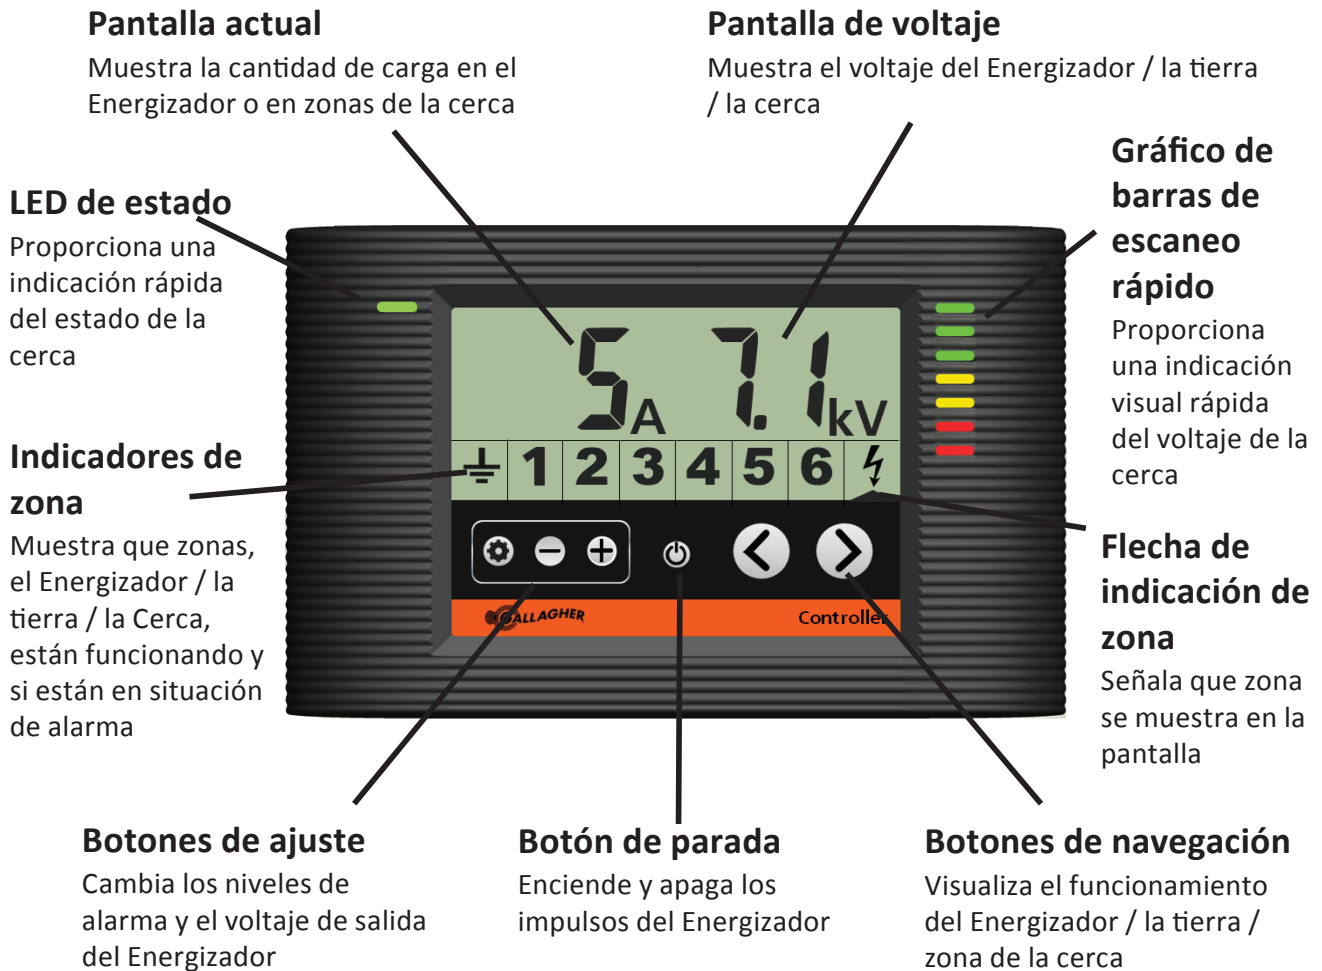 Pantalla actual
Muestra la cantidad de carga en el
Energizador o en zonas de la cerca
Pantalla de voltaje
Muestra el voltaje del Energizador / la tierra
/ la cerca
LED de estado
Proporciona una
indicación rápida
del estado de la
cerca
Gráfico de
barras de
escaneo
rápido
Proporciona
una indicación
visual rápida
del voltaje de la
cerca
5A 7.1kV
1 2 3 4 5 6
GALLAGHER
Controller
Indicadores de
zona
Muestra que zonas,
el Energizador / la
tierra / la Cerca,
están funcionando y
si están en situación
de alarma
Flecha de
indicación de
zona
Señala que zona
se muestra en la
pantalla
Botones de ajuste
Cambia los niveles de
alarma y el voltaje de salida
del Energizador
Botón de parada
Enciende y apaga los
impulsos del Energizador
Botones de navegación
Visualiza el funcionamiento
del Energizador / la tierra /
zona de la cerca